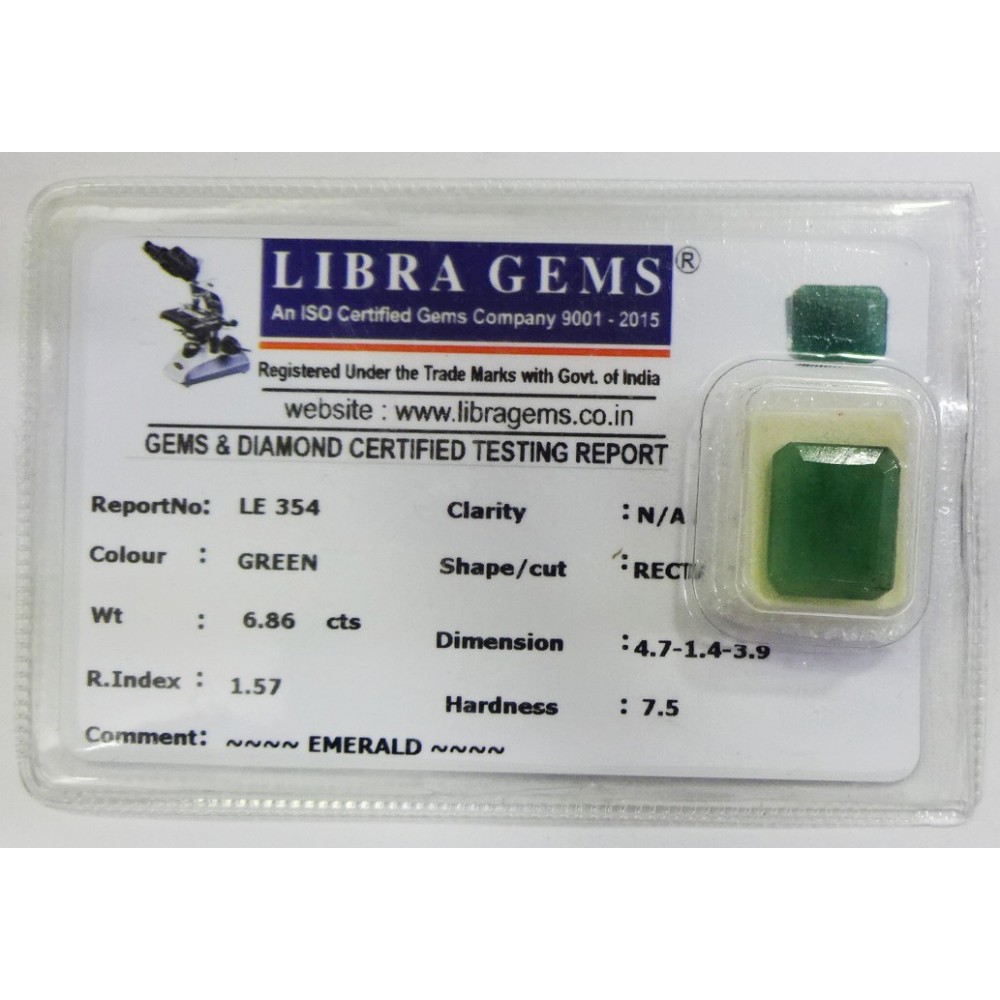 LIBRA GEMS ®
An ISO Certified Gems Company 9001 - 2015
Registered Under the Trade Marks with Govt. of India
website : www.libragems.co.in
GEMS & DIAMOND CERTIFIED TESTING REPORT
ReportNo: LE 354
Colour : GREEN
Wt : 6.86 cts
R.Index : 1.57
Comment: ~~~~ EMERALD ~~~~
Clarity : N/A
Shape/cut : RECT
Dimension : 4.7-1.4-3.9
Hardness : 7.5